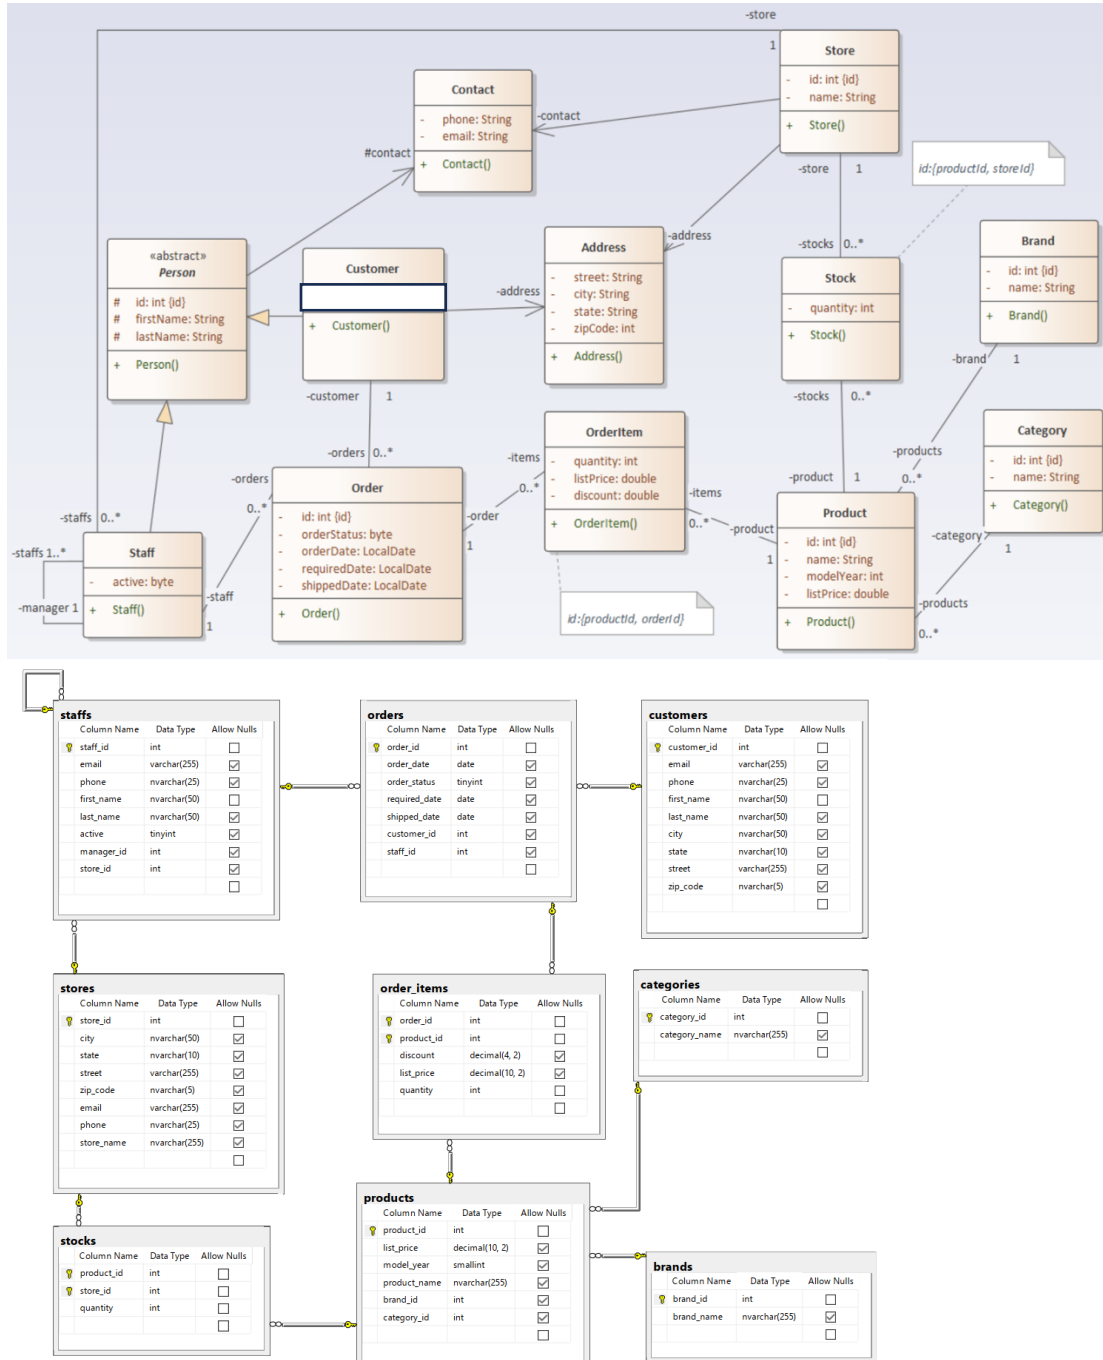 -store
1
Store
- id: int {id}
- name: String
+ Store()
Contact
- phone: String
- email: String
+ Contact()
-contact
#contact
-store 1
id:{productId, storeId}
-address
«abstract»
Person
# id: int {id}
# firstName: String
# lastName: String
+ Person()
Customer
+ Customer()
-address
Address
- street: String
- city: String
- state: String
- zipCode: int
+ Address()
-stocks 0..*
Stock
- quantity: int
+ Stock()
-stocks 0..*
Brand
- id: int {id}
- name: String
+ Brand()
-brand 1
-customer 1
-orders 0..*
OrderItem
- quantity: int
- listPrice: double
- discount: double
+ OrderItem()
-items
0..*
-items
0..*
Category
- id: int {id}
- name: String
+ Category()
-category
1
-products
0..*
-product 1
-orders
0..*
Order
- id: int {id}
- orderStatus: byte
- orderDate: LocalDate
- requiredDate: LocalDate
- shippedDate: LocalDate
+ Order()
-order
1
-product
1
Product
- id: int {id}
- name: String
- modelYear: int
- listPrice: double
+ Product()
-products
0..*
-staffs 0..*
-staffs 1..*
-manager 1
Staff
- active: byte
+ Staff()
-staff
1
id:{productId, orderId}
staffs
Column Name Data Type Allow Nulls
staff_id int
email varchar(255)
phone nvarchar(25)
first_name nvarchar(50)
last_name nvarchar(50)
active tinyint
manager_id int
store_id int
orders
Column Name Data Type Allow Nulls
order_id int
order_date date
order_status tinyint
required_date date
shipped_date date
customer_id int
staff_id int
customers
Column Name Data Type Allow Nulls
customer_id int
email varchar(255)
phone nvarchar(25)
first_name nvarchar(50)
last_name nvarchar(50)
city nvarchar(50)
state nvarchar(10)
street varchar(255)
zip_code nvarchar(5)
stores
Column Name Data Type Allow Nulls
store_id int
city nvarchar(50)
state nvarchar(10)
street varchar(255)
zip_code nvarchar(5)
email varchar(255)
phone nvarchar(25)
store_name nvarchar(255)
order_items
Column Name Data Type Allow Nulls
order_id int
product_id int
discount decimal(4, 2)
list_price decimal(10, 2)
quantity int
categories
Column Name Data Type Allow Nulls
category_id int
category_name nvarchar(255)
stocks
Column Name Data Type Allow Nulls
product_id int
store_id int
quantity int
products
Column Name Data Type Allow Nulls
product_id int
list_price decimal(10, 2)
model_year smallint
product_name nvarchar(255)
brand_id int
category_id int
brands
Column Name Data Type Allow Nulls
brand_id int
brand_name nvarchar(255)